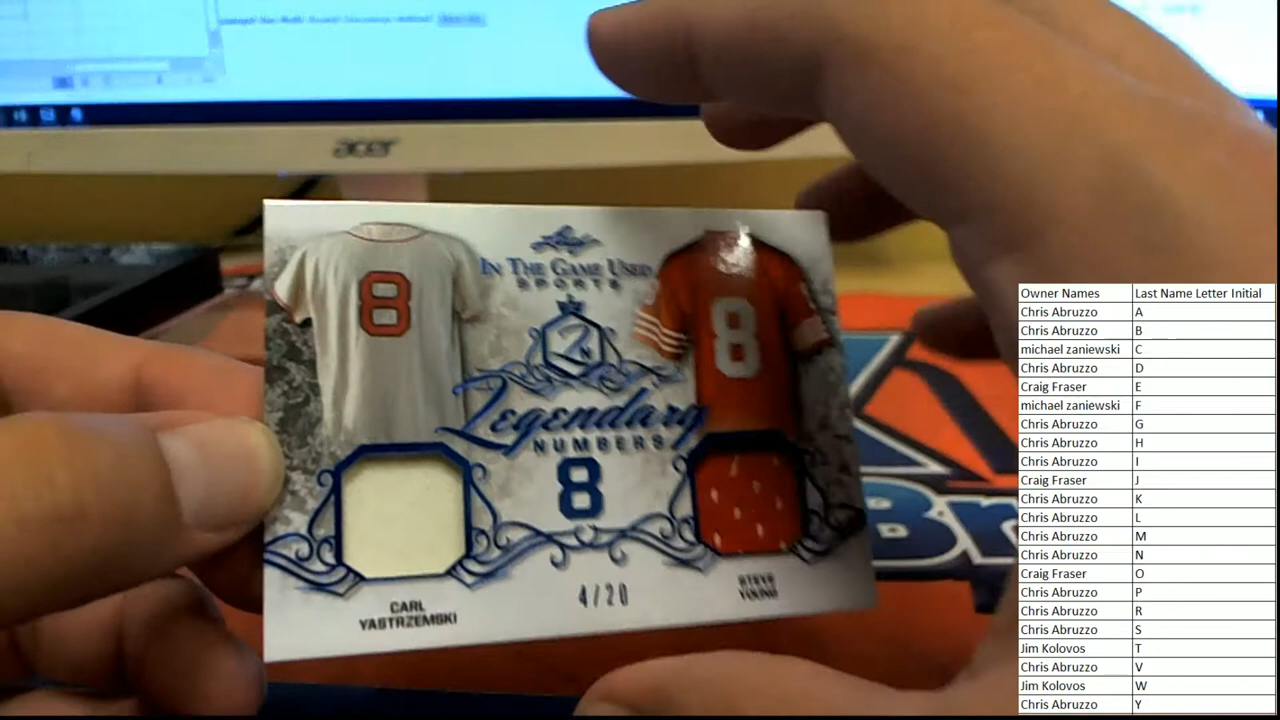 acer
Leaf
IN THE GAME USED
SPORTS
8
8
Legendary
NUMBERS
8
4/20
CARL
YASTRZEMSKI
STEVE
YOUNG
Br
Owner Names Last Name Letter Initial
Chris Abruzzo A
Chris Abruzzo B
michael zaniewski C
Chris Abruzzo D
Craig Fraser E
michael zaniewski F
Chris Abruzzo G
Chris Abruzzo H
Chris Abruzzo I
Craig Fraser J
Chris Abruzzo K
Chris Abruzzo L
Chris Abruzzo M
Chris Abruzzo N
Craig Fraser O
Chris Abruzzo P
Chris Abruzzo R
Chris Abruzzo S
Jim Kolovos T
Chris Abruzzo V
Jim Kolovos W
Chris Abruzzo Y